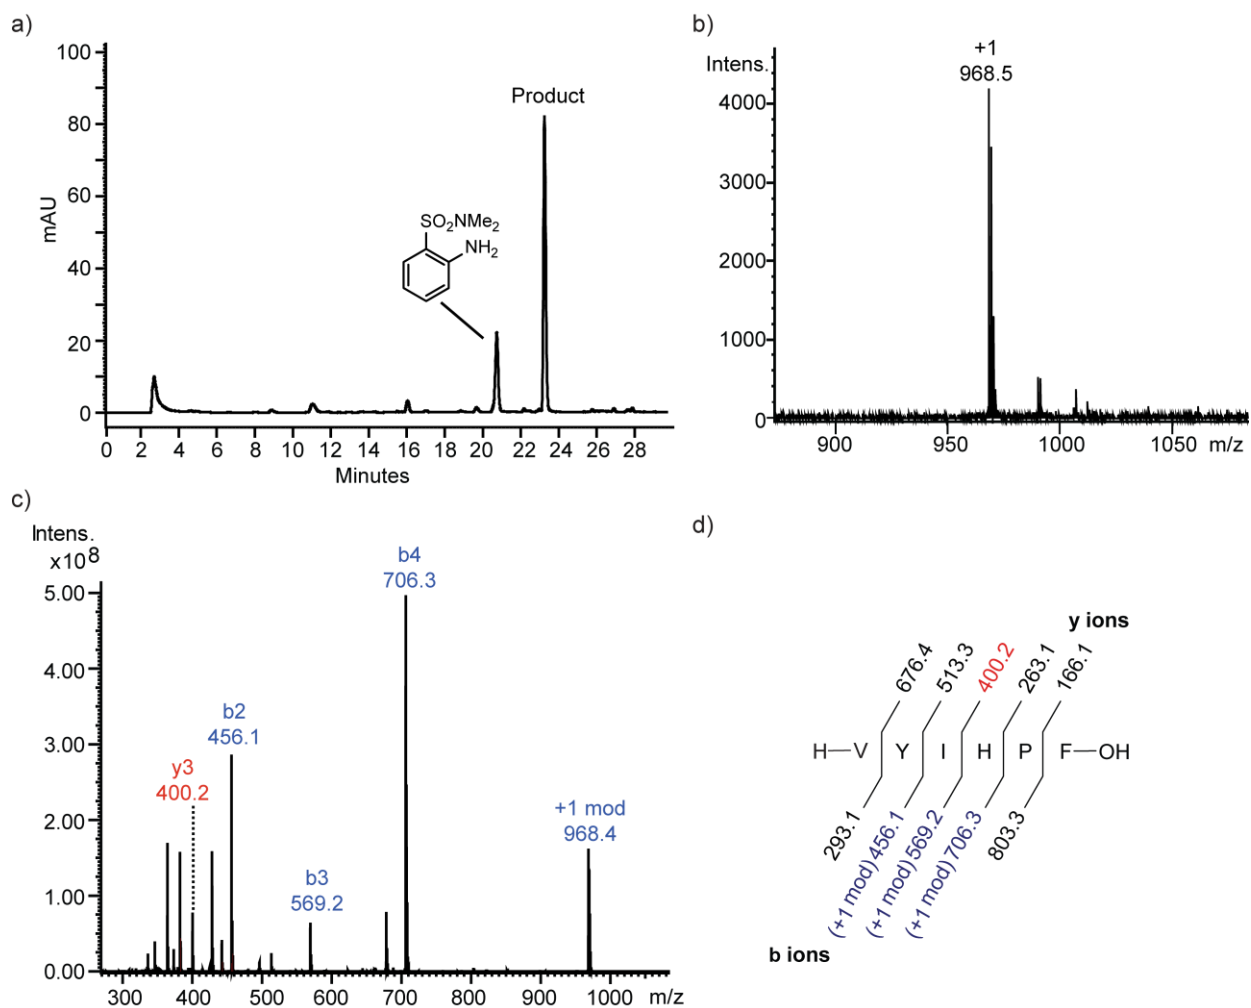 a)
100
80
60
40
20
0
mAU
0 2 4 6 8 10 12 14 16 18 20 22 24 26 28
Minutes
Product
SO2NMe2
NH2
b)
Intens.
4000
3000
2000
1000
0
+1
968.5
900 950 1000 1050 m/z
c)
Intens.
x10^8
5.00
4.00
3.00
2.00
1.00
0.00
y3
400.2
b2
456.1
b3
569.2
b4
706.3
+1 mod
968.4
300 400 500 600 700 800 900 1000 m/z
d)
y ions
676.4
513.3
400.2
263.1
166.1
H—V Y I H P F—OH
293.1
(+1 mod) 456.1
(+1 mod) 569.2
(+1 mod) 706.3
803.3
b ions